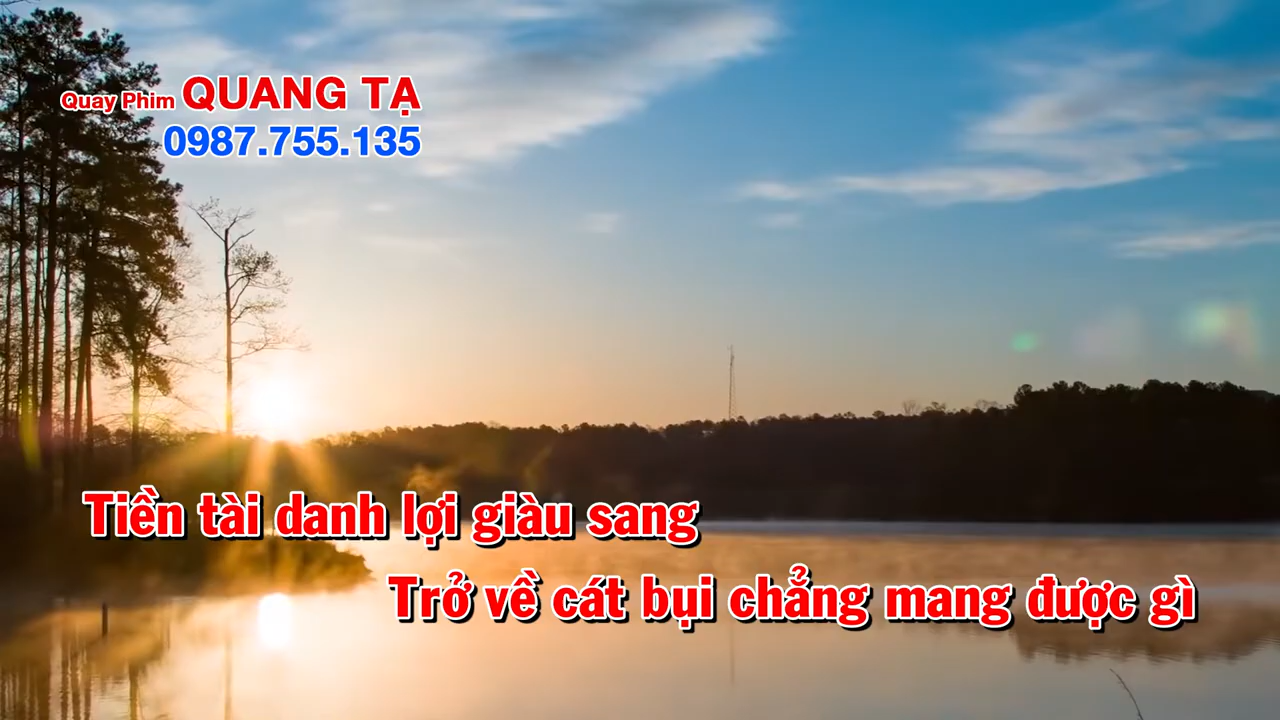 Quay Phim QUANG TẠ
0987.755.135
Tiền tài danh lợi giàu sang
Trở về cát bụi chẳng mang được gì